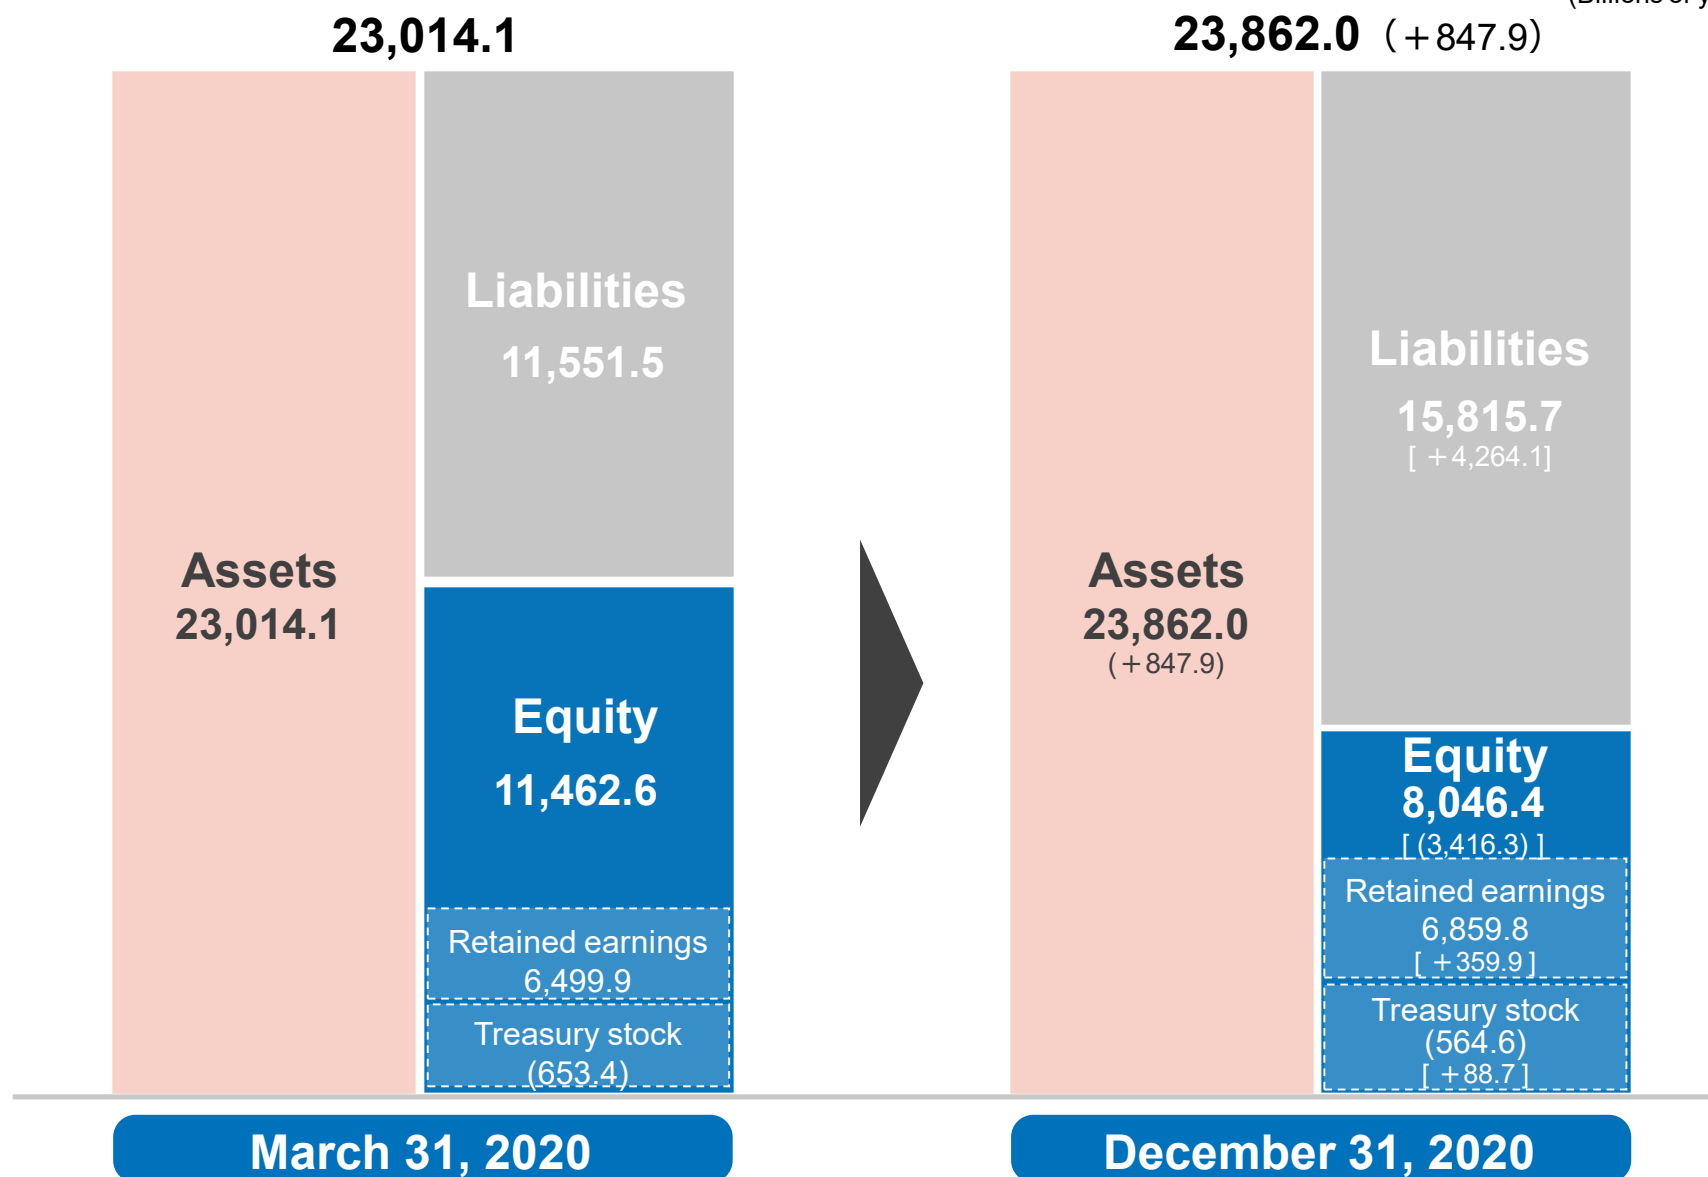 (Billions of y
23,014.1
23,862.0 (+847.9)
Liabilities
11,551.5
Assets
23,014.1
Equity
11,462.6
Retained earnings
6,499.9
Treasury stock
(653.4)
Liabilities
15,815.7
[ +4,264.1]
Assets
23,862.0
(+847.9)
Equity
8,046.4
[ (3,416.3) ]
Retained earnings
6,859.8
[ +359.9 ]
Treasury stock
(564.6)
[ +88.7 ]
March 31, 2020
December 31, 2020